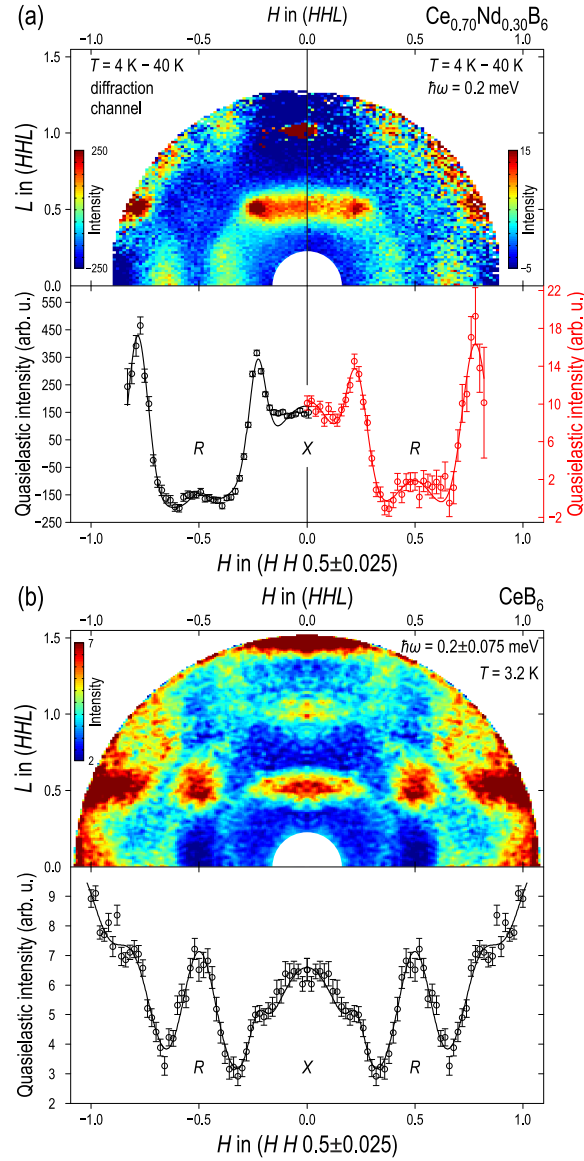 (a)
H in (HHL)
Ce0.70Nd0.30B6
-1.0 -0.5 0.0 0.5 1.0
T = 4 K − 40 K
diffraction
channel
T = 4 K − 40 K
ℏω = 0.2 meV
L in (HHL)
1.5
1.0
0.5
0.0
250
Intensity
−250
15
Intensity
−5
Quasielastic intensity (arb. u.)
550
450
350
250
150
50
-50
-150
-250
R X R
22
18
14
10
6
2
−2
Quasielastic intensity (arb. u.)
-1.0 -0.5 0.0 0.5 1.0
H in (H H 0.5±0.025)
(b)
H in (HHL)
CeB6
-1.0 -0.5 0.0 0.5 1.0
ℏω = 0.2±0.075 meV
T = 3.2 K
L in (HHL)
1.5
1.0
0.5
0.0
7
Intensity
2
Quasielastic intensity (arb. u.)
9
8
7
6
5
4
3
2
R X R
-1.0 -0.5 0.0 0.5 1.0
H in (H H 0.5±0.025)